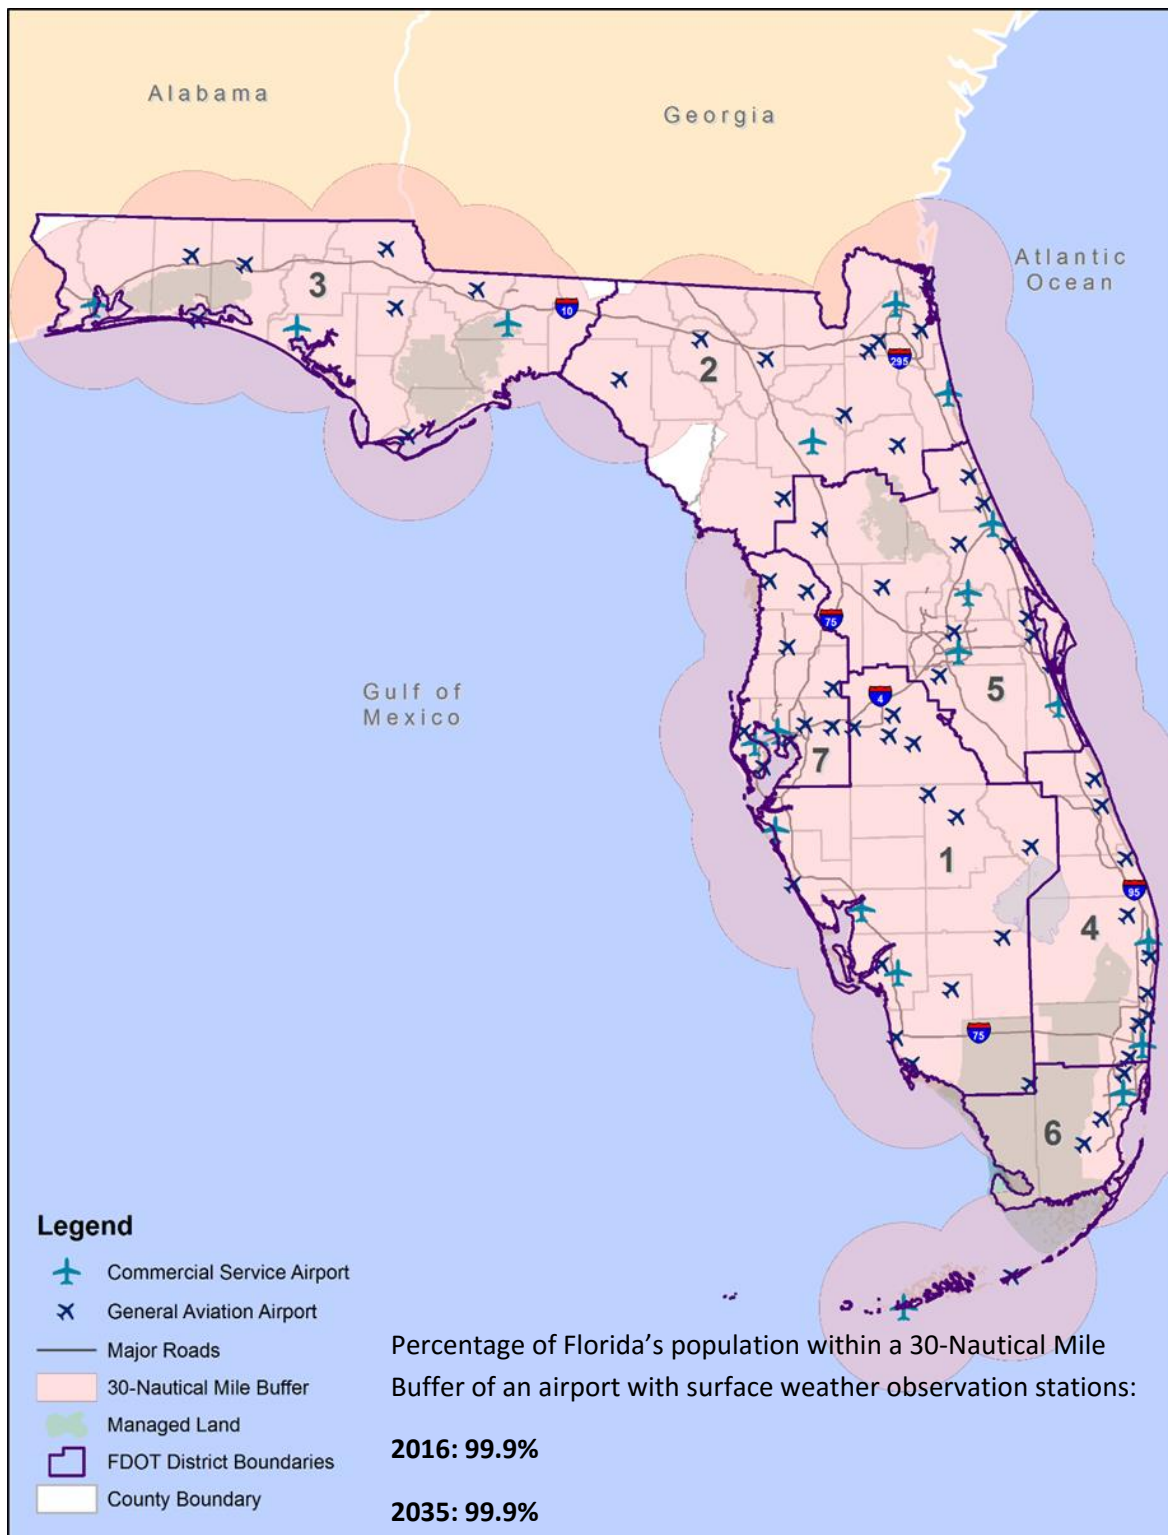 Alabama
Georgia
Atlantic
Ocean
3
10
2
295
75
Gulf of
Mexico
4
5
7
1
95
4
75
6
Legend
Commercial Service Airport
General Aviation Airport
Major Roads
30-Nautical Mile Buffer
Managed Land
FDOT District Boundaries
County Boundary
Percentage of Florida’s population within a 30-Nautical Mile
Buffer of an airport with surface weather observation stations:
2016: 99.9%
2035: 99.9%